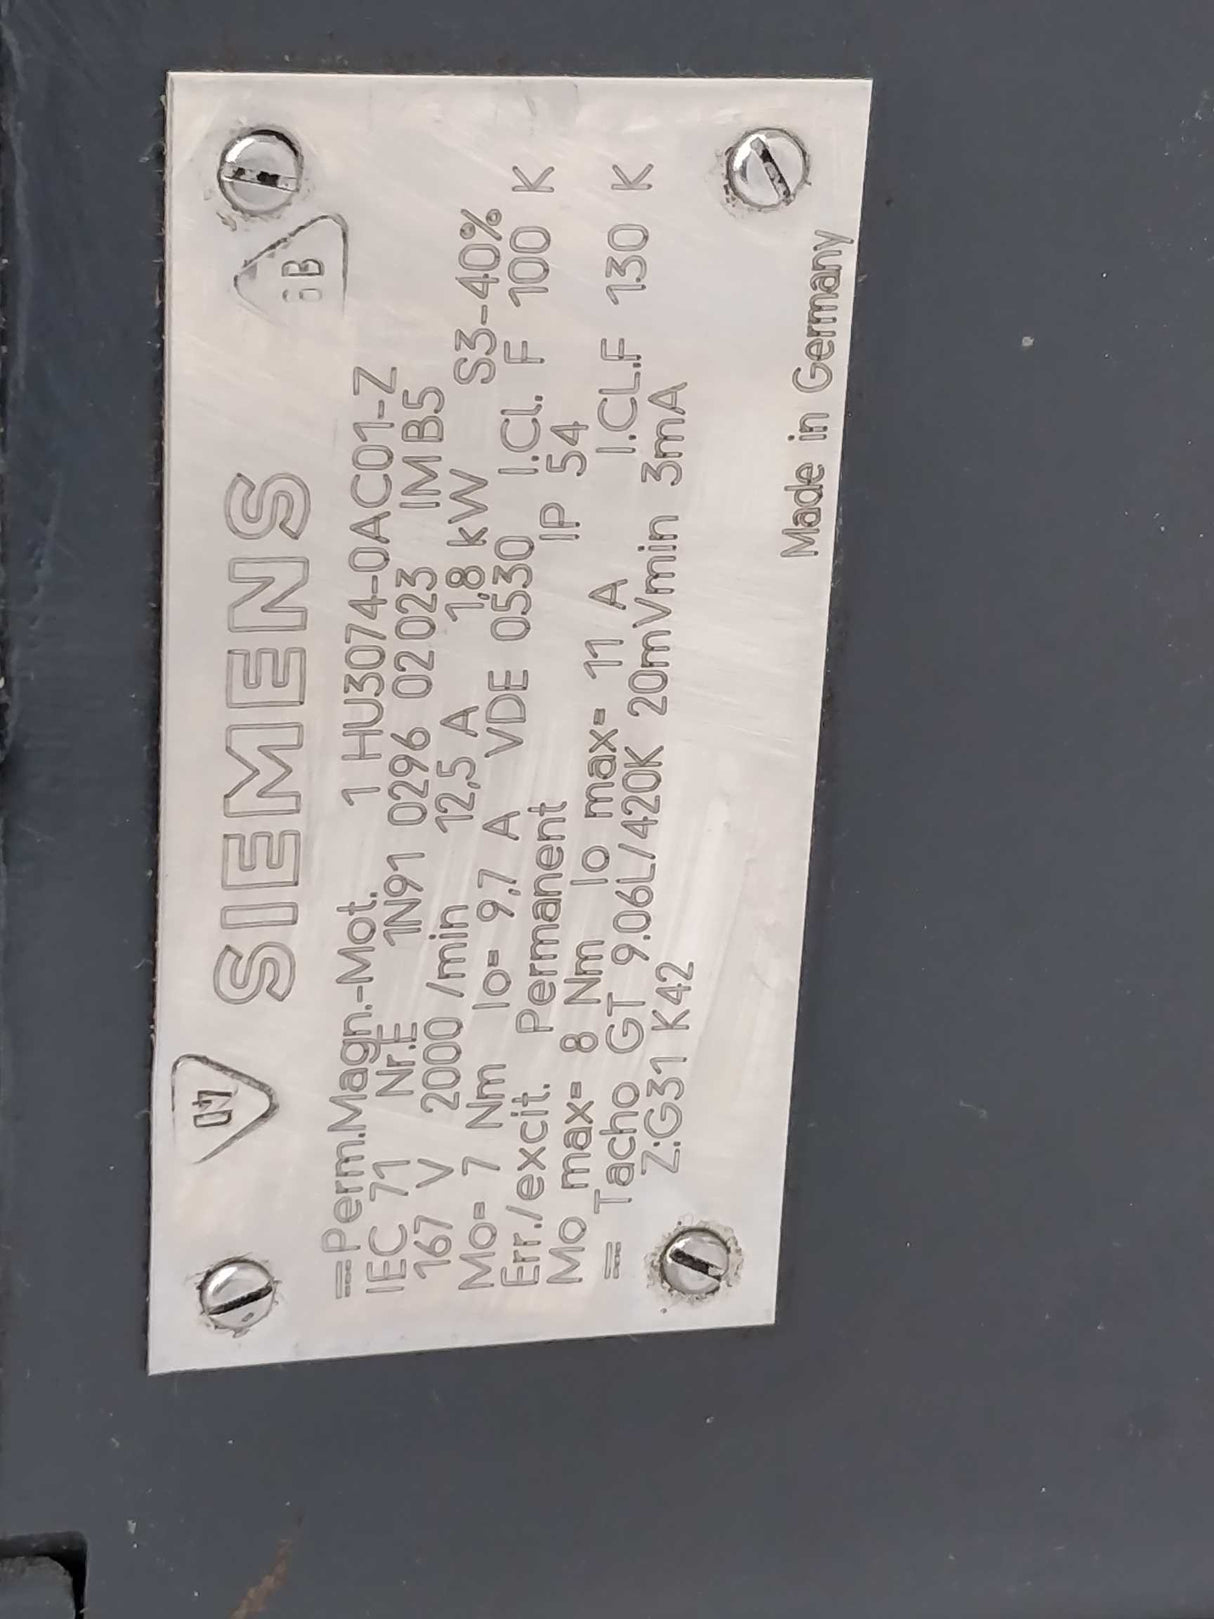 SIEMENS
=Perm.Magn.-Mot. 1 HU3074-0AC01-Z
IEC 71 Nr.E 1N91 0296 02 023 IM B5
167 V 2000 /min 12,5 A 1,8 kW S3-40%
Mo= 7 Nm Io= 9,7 A VDE 0530 I.Cl. F 100 K
Err./excit. Permanent IP 54
Mo max= 8 Nm Io max= 11 A I.CL.F 130 K
= Tacho GT 9.06L/420K 20mVmin 3mA
Z:G31 K42
Made in Germany